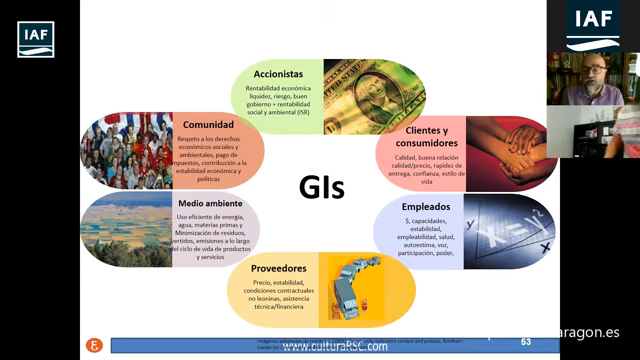 IAF
IAF
Accionistas
Rentabilidad económica
liquidez, riesgo, buen
gobierno + rentabilidad
social y ambiental (ISR)
Comunidad
Respeto a los derechos
económicos sociales y
ambientales, pago de
mpuestos, contribución a la
estabilidad económica y
políticas
Clientes y
consumidores
Calidad, buena relación
calidad/precio, rapidez de
entrega, confianza, estilo de
vida
GIs
Medio ambiente
Uso eficiente de energía,
agua, materias primas y
Minimización de residuos,
vertidos, emisiones a lo largo
del ciclo de vida de productos
y servicios
Empleados
$, capacidades,
estabilidad,
empleabilidad, salud,
autoestima, voz,
participación, poder,
Proveedores
Precio, estabilidad,
condiciones contractuales
no leoninas, asistencia
técnica/financiera
www.culturaRSC.com
53
aragon.es